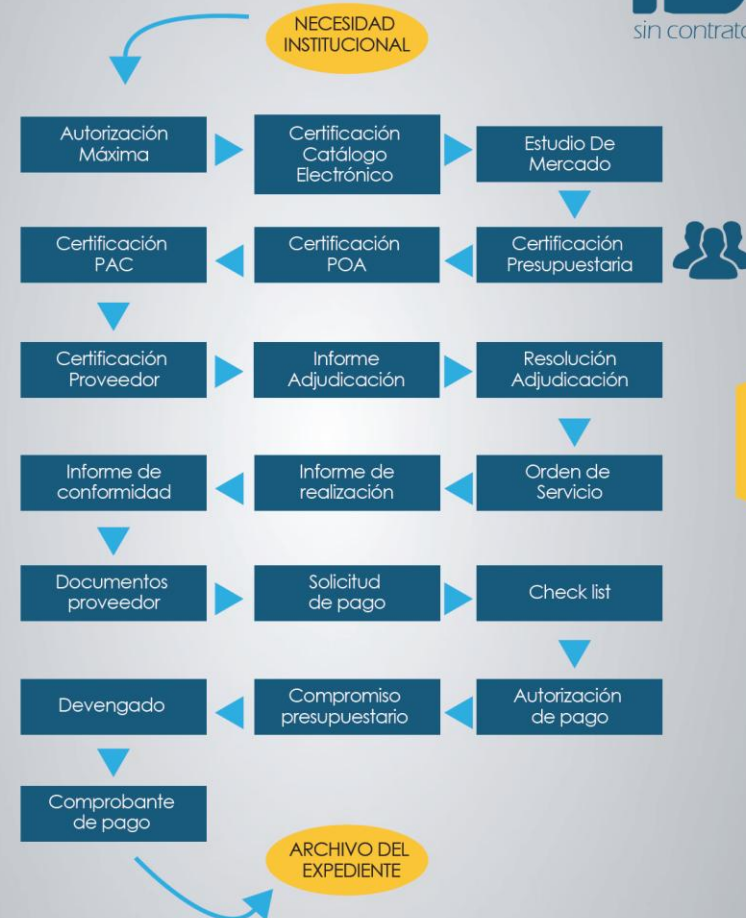 NECESIDAD
INSTITUCIONAL
sin contrato
Autorización
Máxima
Certificación
Catálogo
Electrónico
Estudio De
Mercado
Certificación
Presupuestaria
Certificación
POA
Certificación
PAC
Certificación
Proveedor
Informe
Adjudicación
Resolución
Adjudicación
Orden de
Servicio
Informe de
realización
Informe de
conformidad
Documentos
proveedor
Solicitud
de pago
Check list
Autorización
de pago
Compromiso
presupuestario
Devengado
Comprobante
de pago
ARCHIVO DEL
EXPEDIENTE